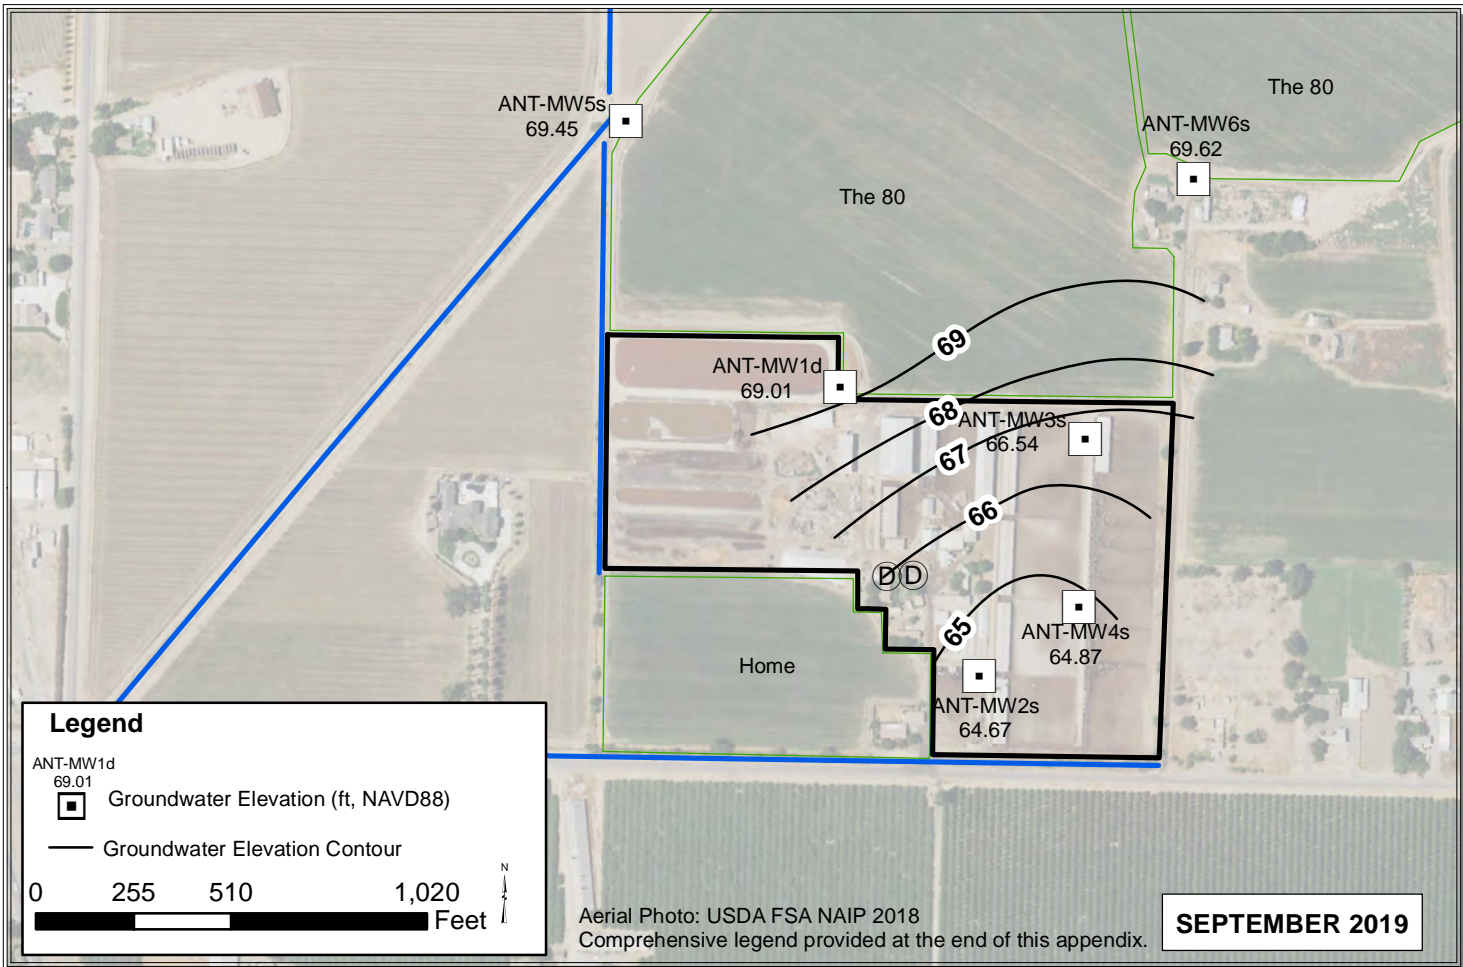 The 80
ANT-MW5s
69.45
ANT-MW6s
69.62
The 80
69
ANT-MW1d
69.01
68
ANT-MW3s
66.54
67
66
D D
65
ANT-MW4s
64.87
Home
ANT-MW2s
64.67
Legend
ANT-MW1d
69.01
Groundwater Elevation (ft, NAVD88)
Groundwater Elevation Contour
N
0 255 510 1,020
Feet
Aerial Photo: USDA FSA NAIP 2018
Comprehensive legend provided at the end of this appendix.
SEPTEMBER 2019